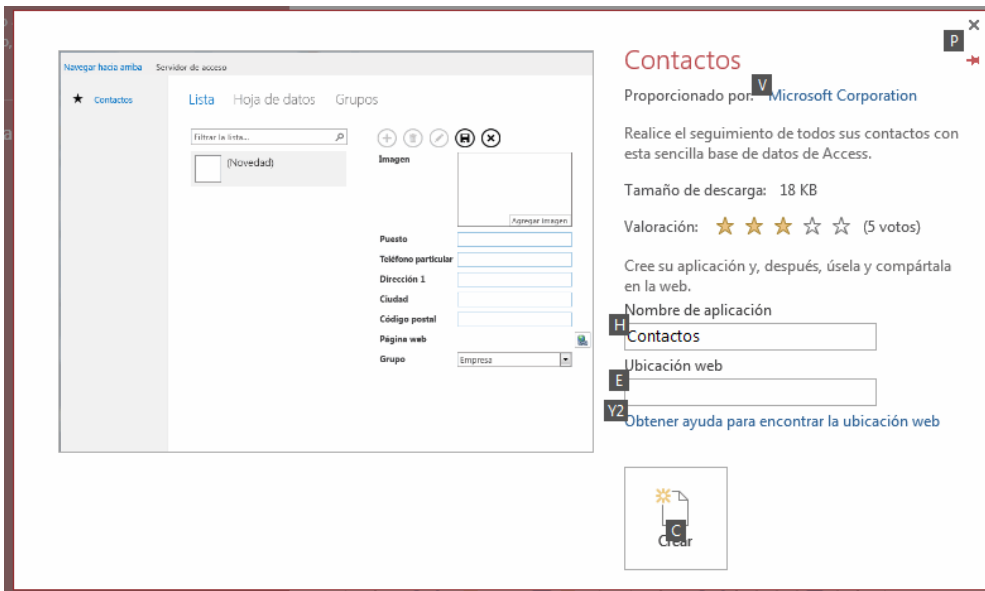 P
Contactos
Navegar hacia arriba Servidor de acceso
Contactos
Lista Hoja de datos Grupos
Filtrar la lista...
(Novedad)
Imagen
Agregar imagen
Puesto
Teléfono particular
Dirección 1
Ciudad
Código postal
Página web
Grupo Empresa
V
Proporcionado por: Microsoft Corporation
Realice el seguimiento de todos sus contactos con
esta sencilla base de datos de Access.
Tamaño de descarga: 18 KB
Valoración: (5 votos)
Cree su aplicación y, después, úsela y compártala
en la web.
Nombre de aplicación
H
Contactos
Ubicación web
E
Y2
Obtener ayuda para encontrar la ubicación web
C
Crear